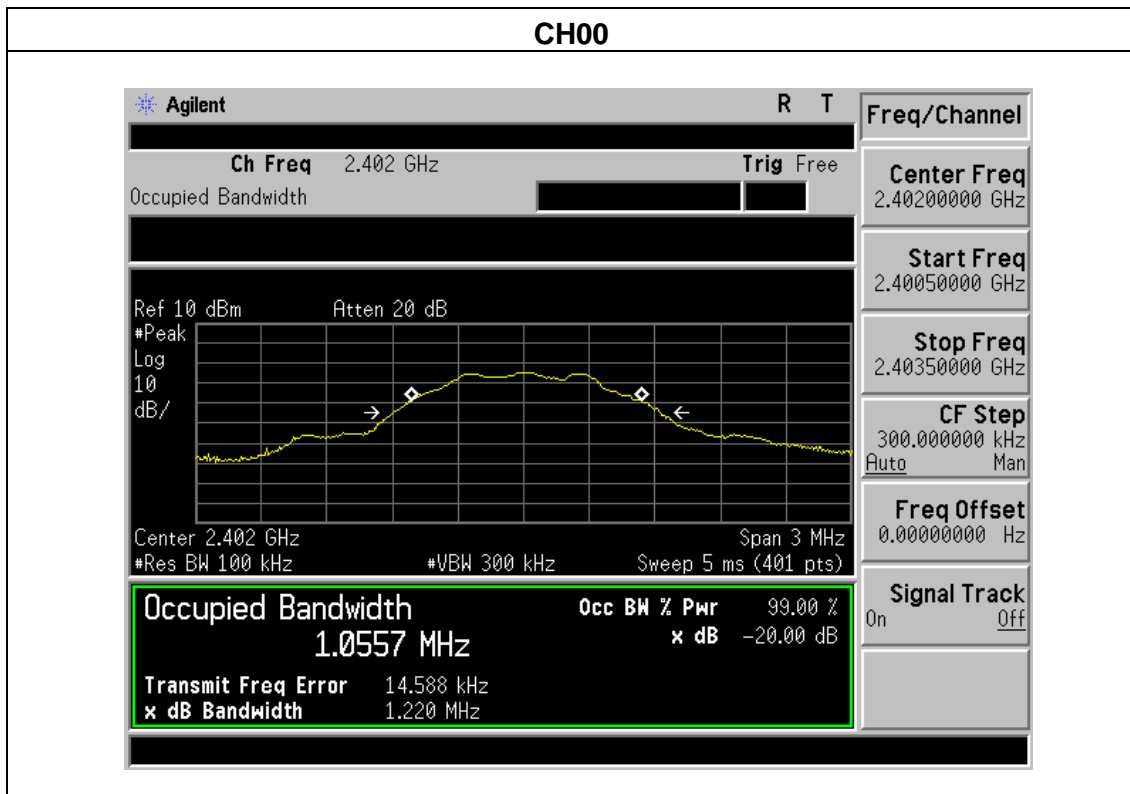 CH00
Agilent R T
Ch Freq 2.402 GHz Trig Free
Occupied Bandwidth
Ref 10 dBm Atten 20 dB
#Peak
Log
10
dB/
Center 2.402 GHz Span 3 MHz
#Res BW 100 kHz #VBW 300 kHz Sweep 5 ms (401 pts)
Occupied Bandwidth Occ BW % Pwr 99.00 %
1.0557 MHz x dB -20.00 dB
Transmit Freq Error 14.588 kHz
x dB Bandwidth 1.220 MHz
Freq/Channel
Center Freq
2.40200000 GHz
Start Freq
2.40050000 GHz
Stop Freq
2.40350000 GHz
CF Step
300.000000 kHz
Auto Man
Freq Offset
0.00000000 Hz
Signal Track
On Off